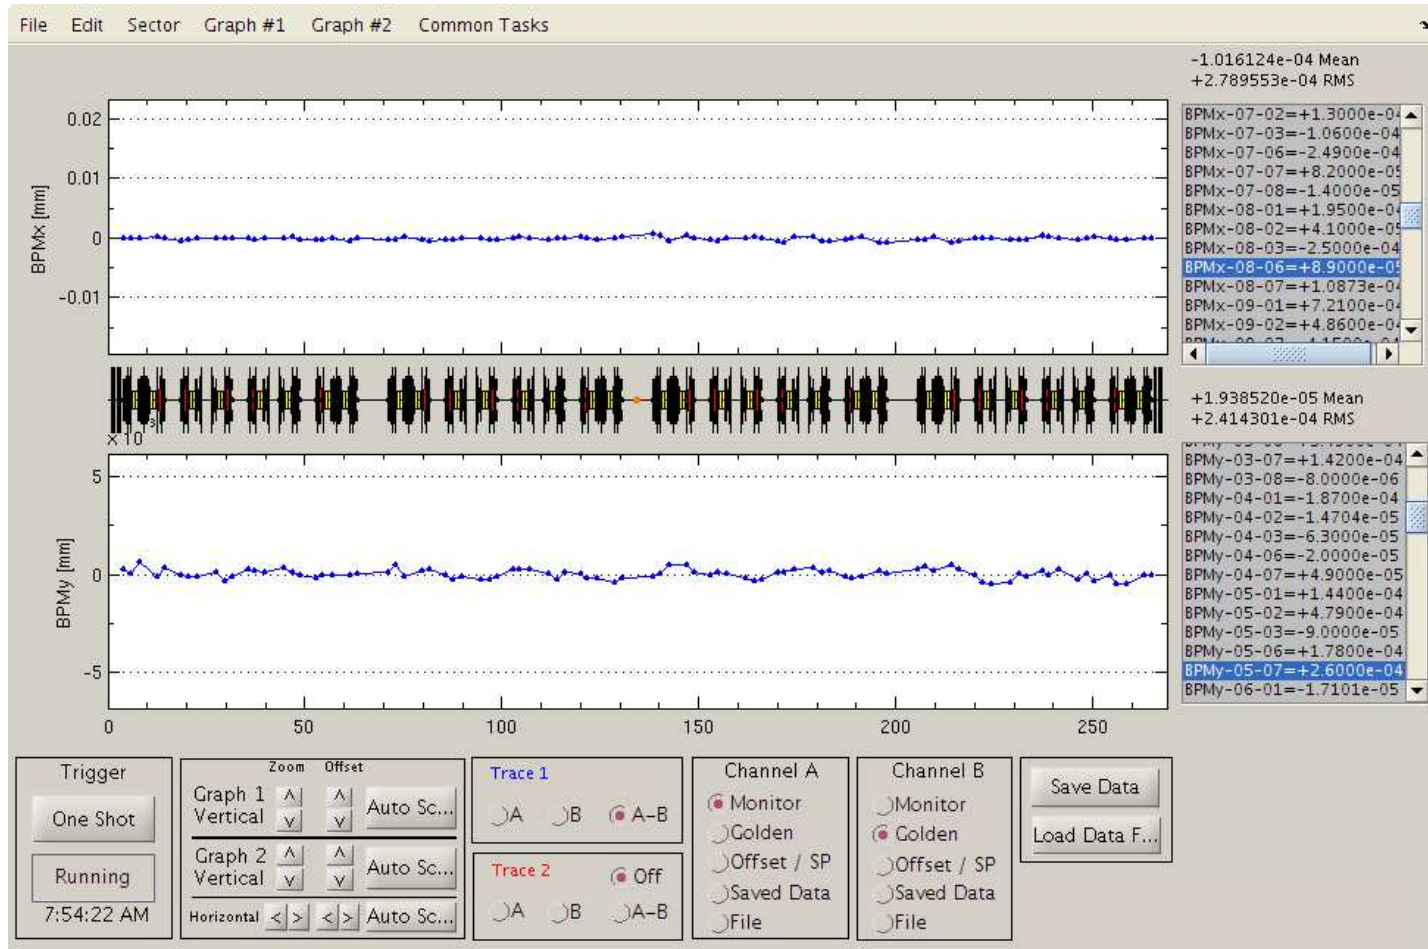 File Edit Sector Graph #1 Graph #2 Common Tasks
-1.016124e-04 Mean
+2.789553e-04 RMS
0.02
0.01
0
-0.01
BPMx [mm]
BPMx-07-02=+1.3000e-04
BPMx-07-03=-1.0600e-04
BPMx-07-06=-2.4900e-04
BPMx-07-07=+8.2000e-05
BPMx-07-08=-1.4000e-05
BPMx-08-01=+1.9500e-04
BPMx-08-02=+4.1000e-05
BPMx-08-03=-2.5000e-04
BPMx-08-06=+8.9000e-05
BPMx-08-07=+1.0873e-04
BPMx-09-01=+7.2100e-04
BPMx-09-02=+4.8600e-04
+1.938520e-05 Mean
+2.414301e-04 RMS
× 10
5
0
-5
BPMy [mm]
0 50 100 150 200 250
BPMy-03-07=+1.4200e-04
BPMy-03-08=-8.0000e-06
BPMy-04-01=-1.8700e-04
BPMy-04-02=-1.4704e-05
BPMy-04-03=-6.3000e-05
BPMy-04-06=-2.0000e-05
BPMy-04-07=+4.9000e-05
BPMy-05-01=+1.4400e-04
BPMy-05-02=+4.7900e-04
BPMy-05-03=-9.0000e-05
BPMy-05-06=+1.7800e-04
BPMy-05-07=+2.6000e-04
BPMy-06-01=-1.7101e-05
Trigger
One Shot
Running
7:54:22 AM
Zoom Offset
Graph 1
Vertical
^ ^
v v
Auto Sc...
Graph 2
Vertical
^ ^
v v
Auto Sc...
Horizontal < > < > Auto Sc...
Trace 1
A B A-B
Trace 2
Off
A B A-B
Channel A
Monitor
Golden
Offset / SP
Saved Data
File
Channel B
Monitor
Golden
Offset / SP
Saved Data
File
Save Data
Load Data F...